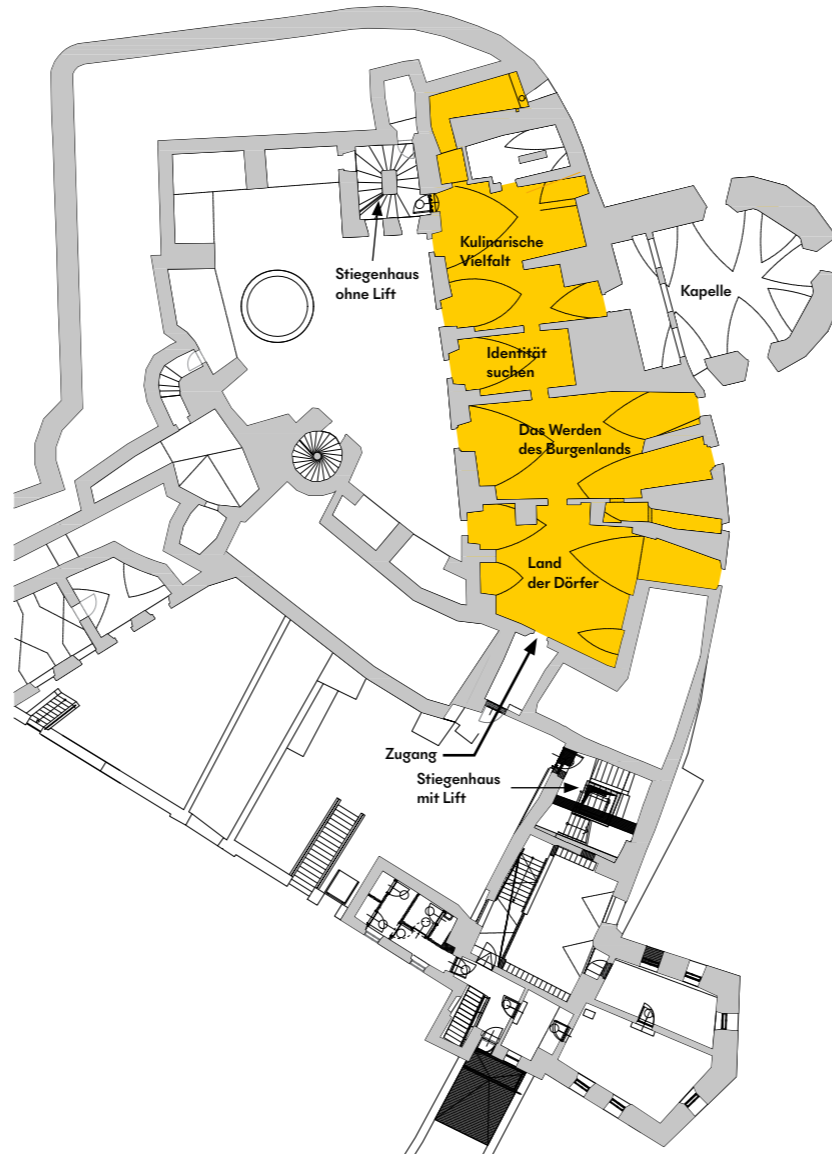 Kulinarische
Vielfalt
Stiegenhaus
ohne Lift
Kapelle
Identität
suchen
Das Werden
des Burgenlands
Land
der Dörfer
Zugang
Stiegenhaus
mit Lift